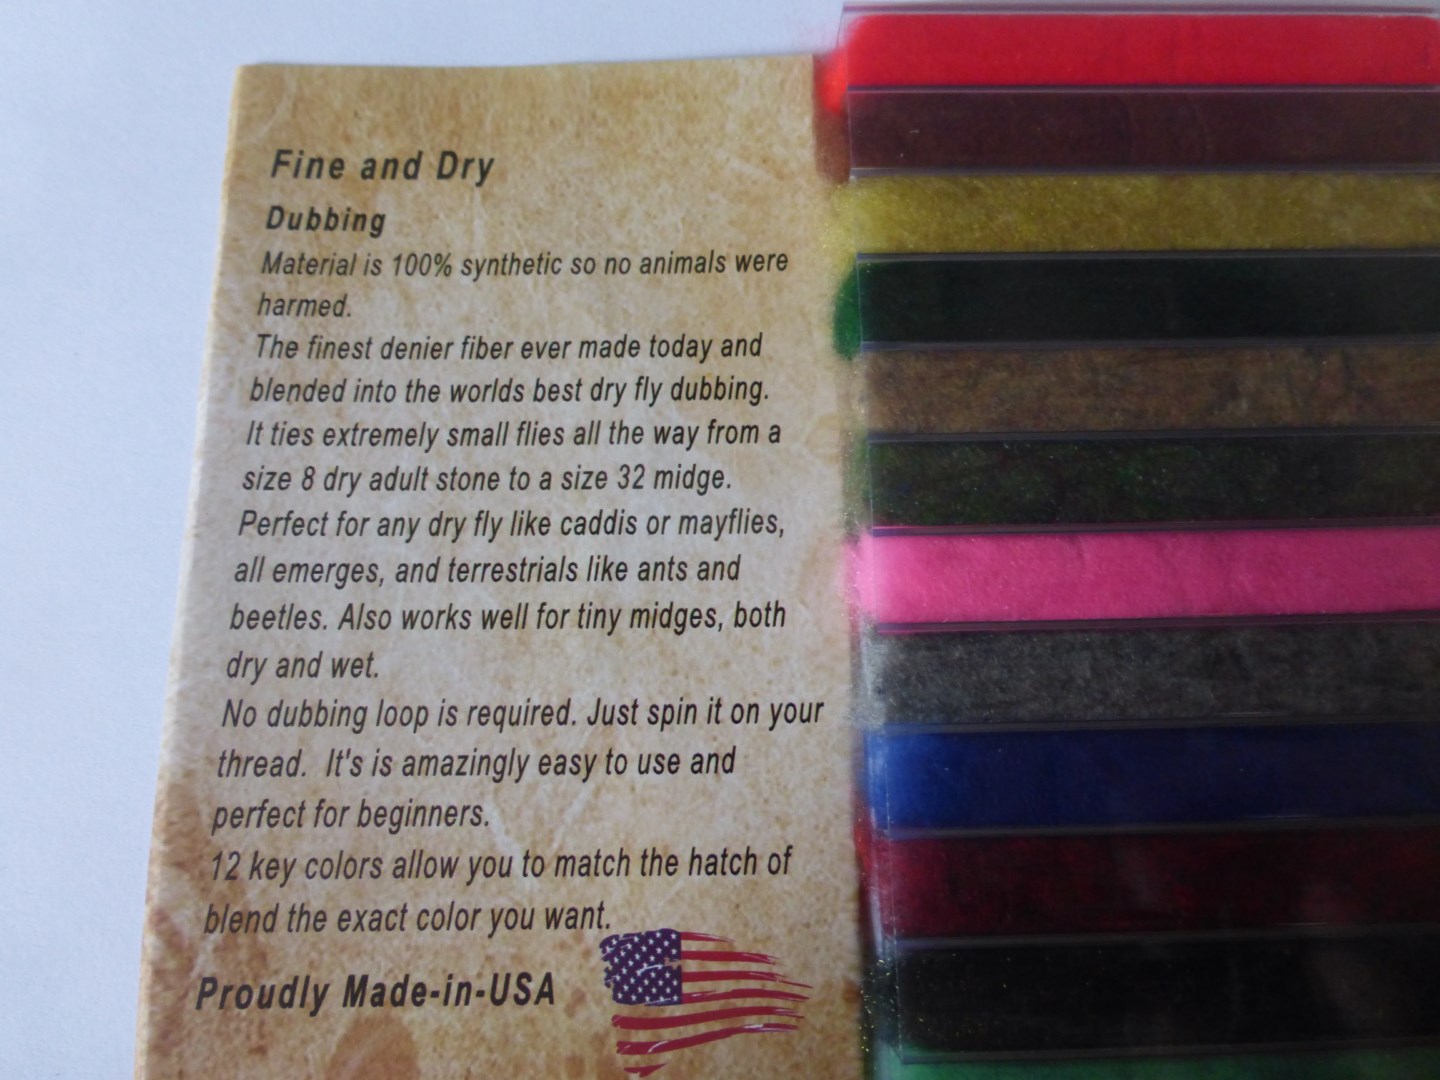 Fine and Dry
Dubbing
Material is 100% synthetic so no animals were
harmed.
The finest denier fiber ever made today and
blended into the worlds best dry fly dubbing.
It ties extremely small flies all the way from a
size 8 dry adult stone to a size 32 midge.
Perfect for any dry fly like caddis or mayflies,
all emerges, and terrestrials like ants and
beetles. Also works well for tiny midges, both
dry and wet.
No dubbing loop is required. Just spin it on your
thread.  It's is amazingly easy to use and
perfect for beginners.
12 key colors allow you to match the hatch of
blend the exact color you want.
Proudly Made-in-USA